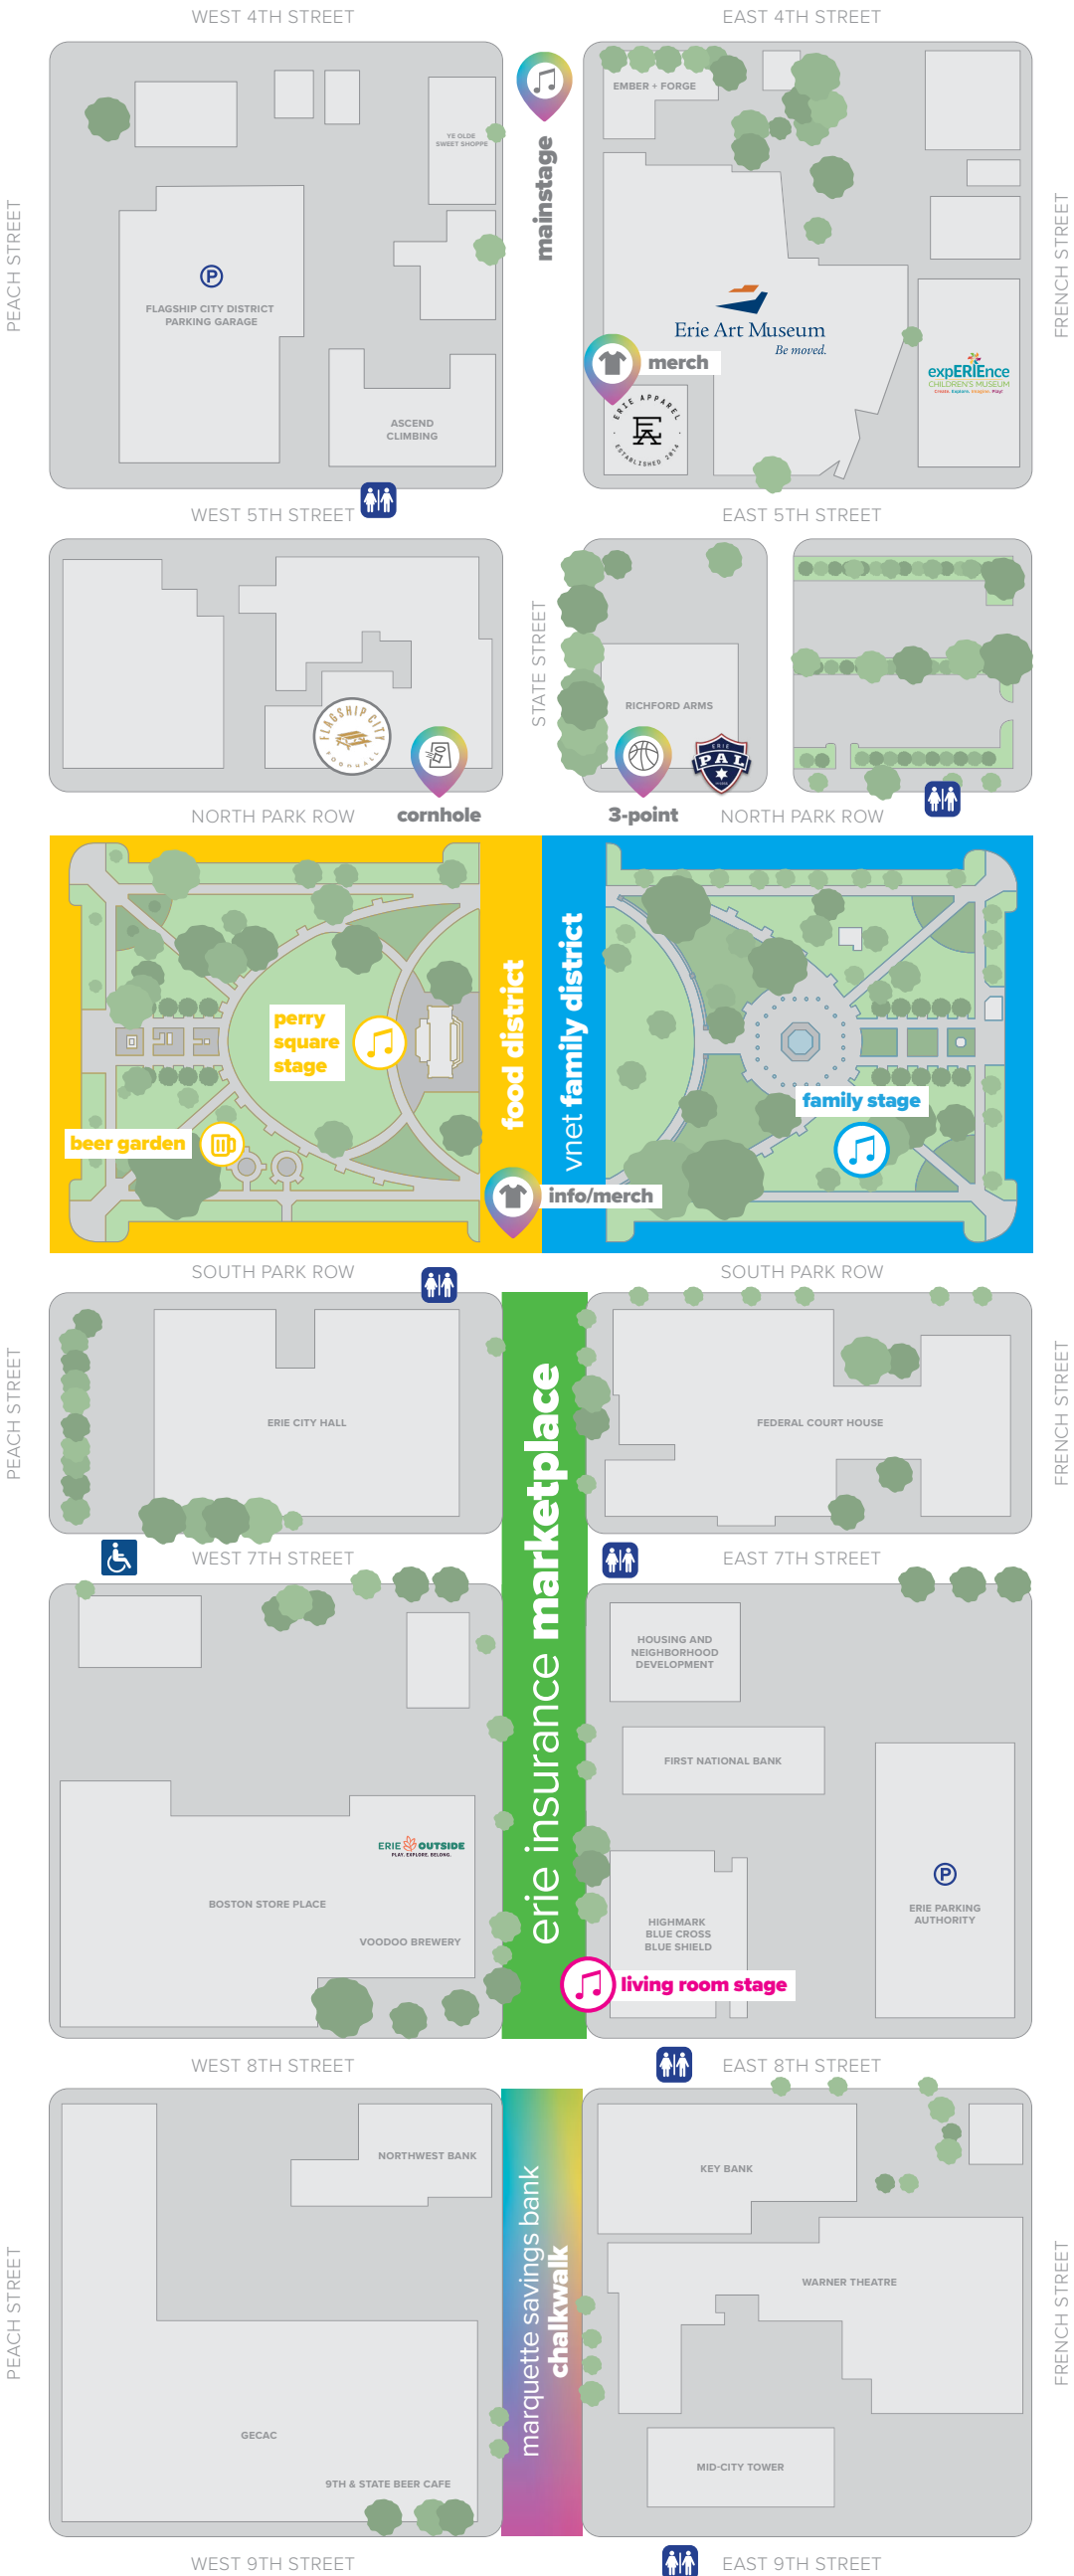 WEST 4TH STREET
EAST 4TH STREET
PEACH STREET
FRENCH STREET
mainstage
YE OLDE
SWEET SHOPPE
EMBER + FORGE
P
FLAGSHIP CITY DISTRICT
PARKING GARAGE
ASCEND
CLIMBING
Erie Art Museum
Be moved.
merch
ERIE APPAREL
EA
ESTABLISHED 2014
expERIEnce
CHILDREN'S MUSEUM
Create. Explore. Imagine. Play!
WEST 5TH STREET
EAST 5TH STREET
STATE STREET
RICHFORD ARMS
FLAGSHIP CITY
FOODHALL
ERIE
PAL
NORTH PARK ROW
cornhole
3-point
NORTH PARK ROW
food district
vnet family district
perry
square
stage
beer garden
family stage
info/merch
SOUTH PARK ROW
SOUTH PARK ROW
PEACH STREET
FRENCH STREET
ERIE CITY HALL
FEDERAL COURT HOUSE
erie insurance marketplace
WEST 7TH STREET
EAST 7TH STREET
HOUSING AND
NEIGHBORHOOD
DEVELOPMENT
FIRST NATIONAL BANK
ERIE OUTSIDE
PLAY. EXPLORE. BELONG.
BOSTON STORE PLACE
VOODOO BREWERY
HIGHMARK
BLUE CROSS
BLUE SHIELD
P
ERIE PARKING
AUTHORITY
living room stage
WEST 8TH STREET
EAST 8TH STREET
NORTHWEST BANK
KEY BANK
PEACH STREET
FRENCH STREET
marquette savings bank
chalkwalk
WARNER THEATRE
GECAC
9TH & STATE BEER CAFE
MID-CITY TOWER
WEST 9TH STREET
EAST 9TH STREET